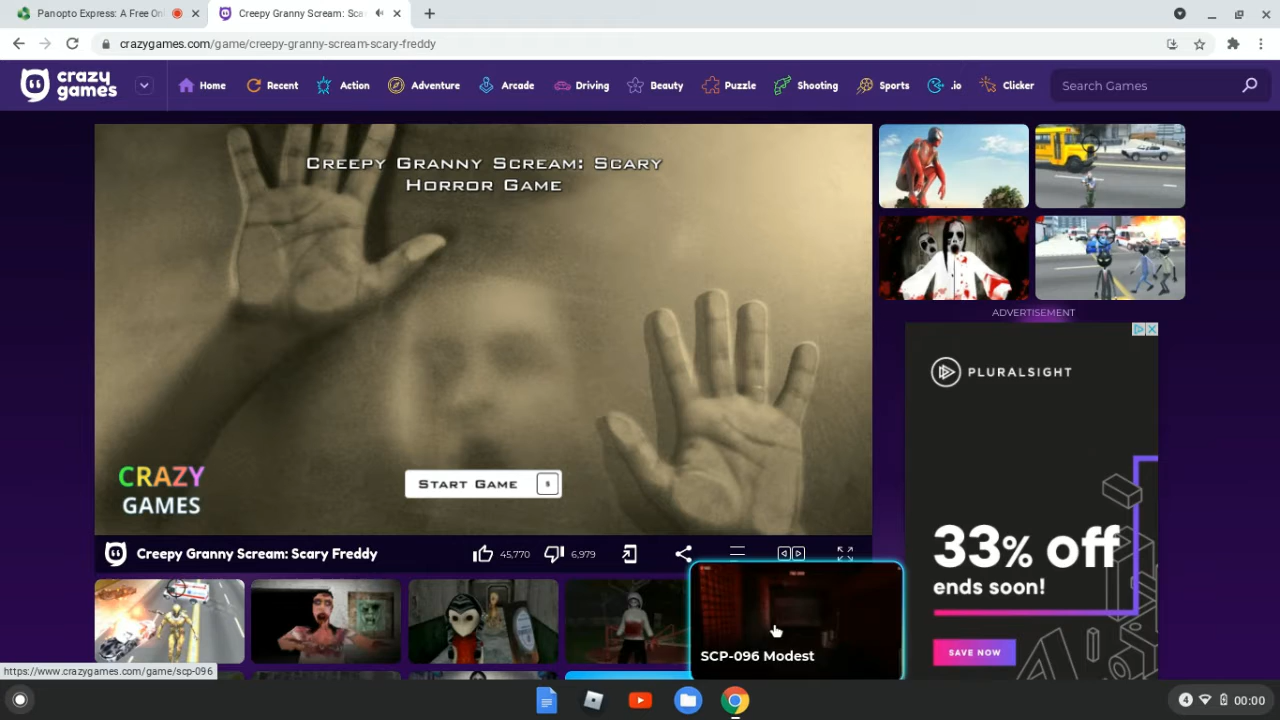 Panopto Express: A Free Onl
Creepy Granny Scream: Sca
crazygames.com/game/creepy-granny-scream-scary-freddy
crazy games
Home
Recent
Action
Adventure
Arcade
Driving
Beauty
Puzzle
Shooting
Sports
.io
Clicker
Search Games
Creepy Granny Scream: Scary
Horror Game
CRAZY
GAMES
Start Game
ADVERTISEMENT
PLURALSIGHT
33% off
ends soon!
SAVE NOW
Creepy Granny Scream: Scary Freddy
45,770
6,979
SCP-096 Modest
https://www.crazygames.com/game/scp-096
4
00:00